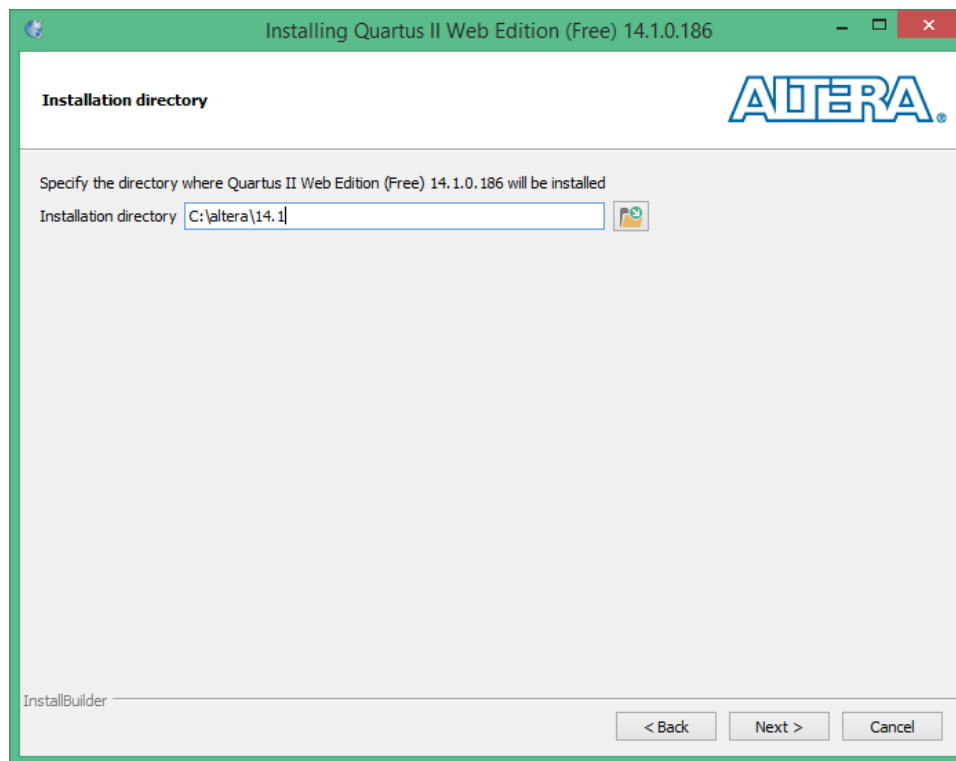 Installing Quartus II Web Edition (Free) 14.1.0.186
Installation directory
ALTERA®
Specify the directory where Quartus II Web Edition (Free) 14.1.0.186 will be installed
Installation directory C:\altera\14.1
InstallBuilder
< Back Next > Cancel